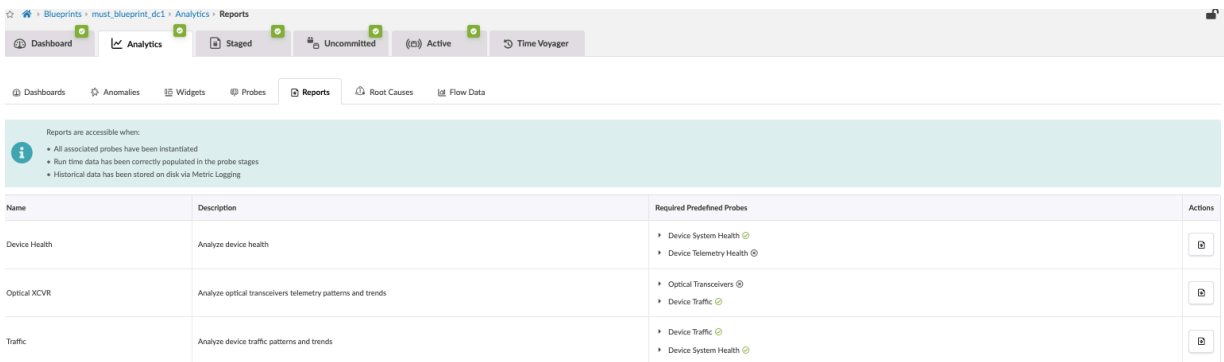 Blueprints › must_blueprint_dc1 › Analytics › Reports
Dashboard Analytics Staged Uncommitted Active Time Voyager
Dashboards Anomalies Widgets Probes Reports Root Causes Flow Data
Reports are accessible when:
• All associated probes have been instantiated
• Run time data has been correctly populated in the probe stages
• Historical data has been stored on disk via Metric Logging
Name Description Required Predefined Probes Actions
Device Health Analyze device health
Device System Health
Device Telemetry Health
Optical XCVR Analyze optical transceivers telemetry patterns and trends
Optical Transceivers
Device Traffic
Traffic Analyze device traffic patterns and trends
Device Traffic
Device System Health